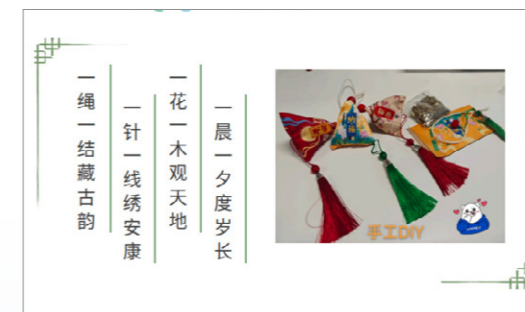 一晨一夕度岁长
一花一木观天地
一针一线绣安康
一绳一结藏古韵
手工DIY